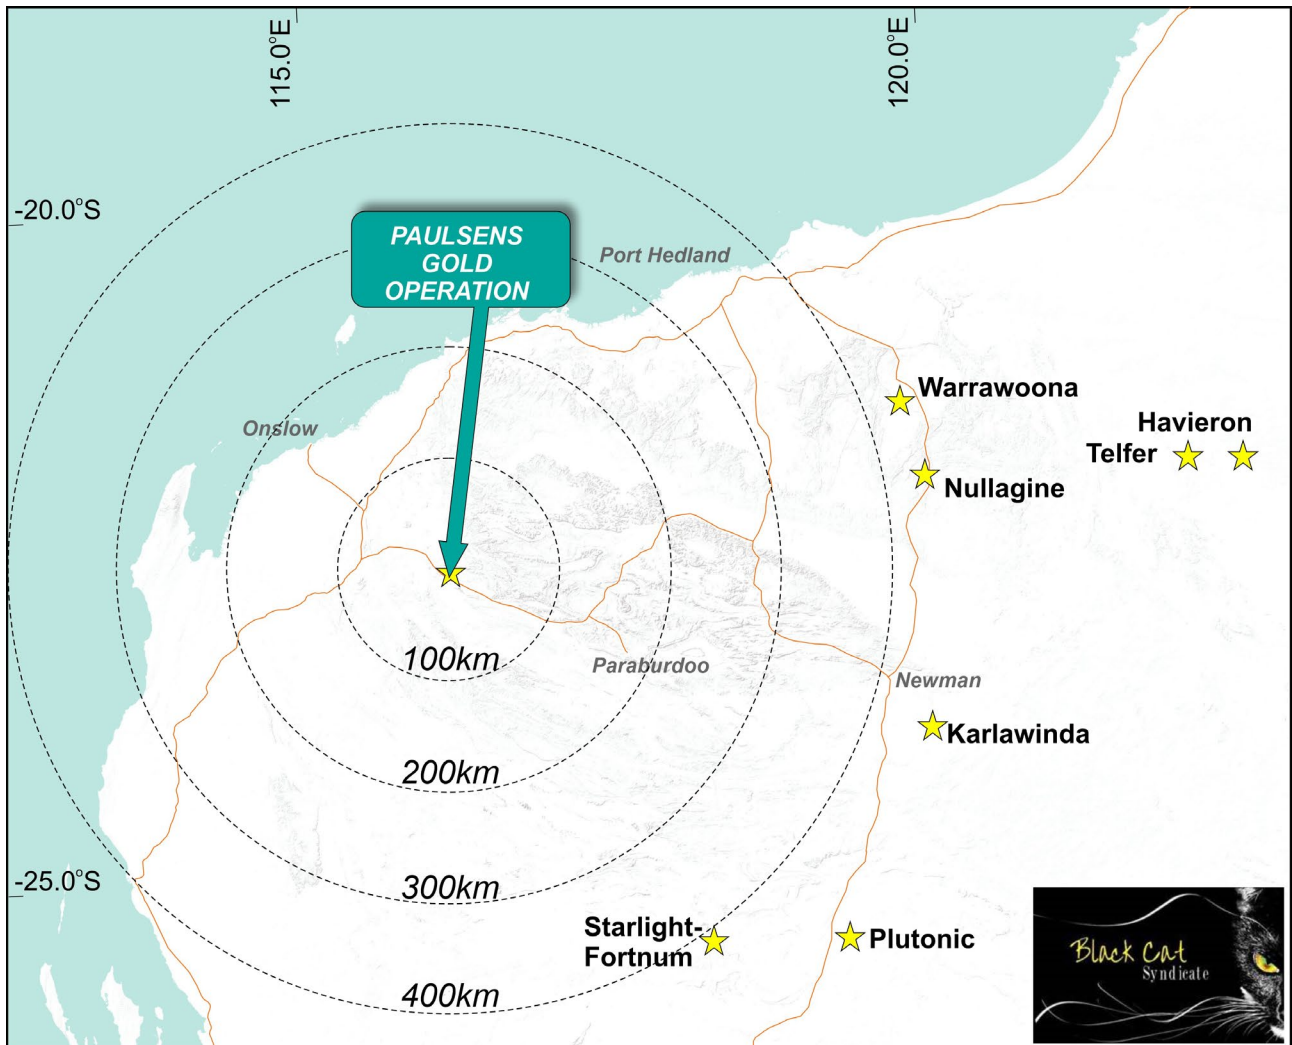 115.0°E
120.0°E
-20.0°S
PAULSENS
GOLD
OPERATION
Port Hedland
Warrawoona
Havieron
Telfer
Onslow
Nullagine
100km
Paraburdoo
Newman
Karlawinda
200km
-25.0°S
300km
Starlight-
Fortnum
Plutonic
400km
Black Cat
Syndicate